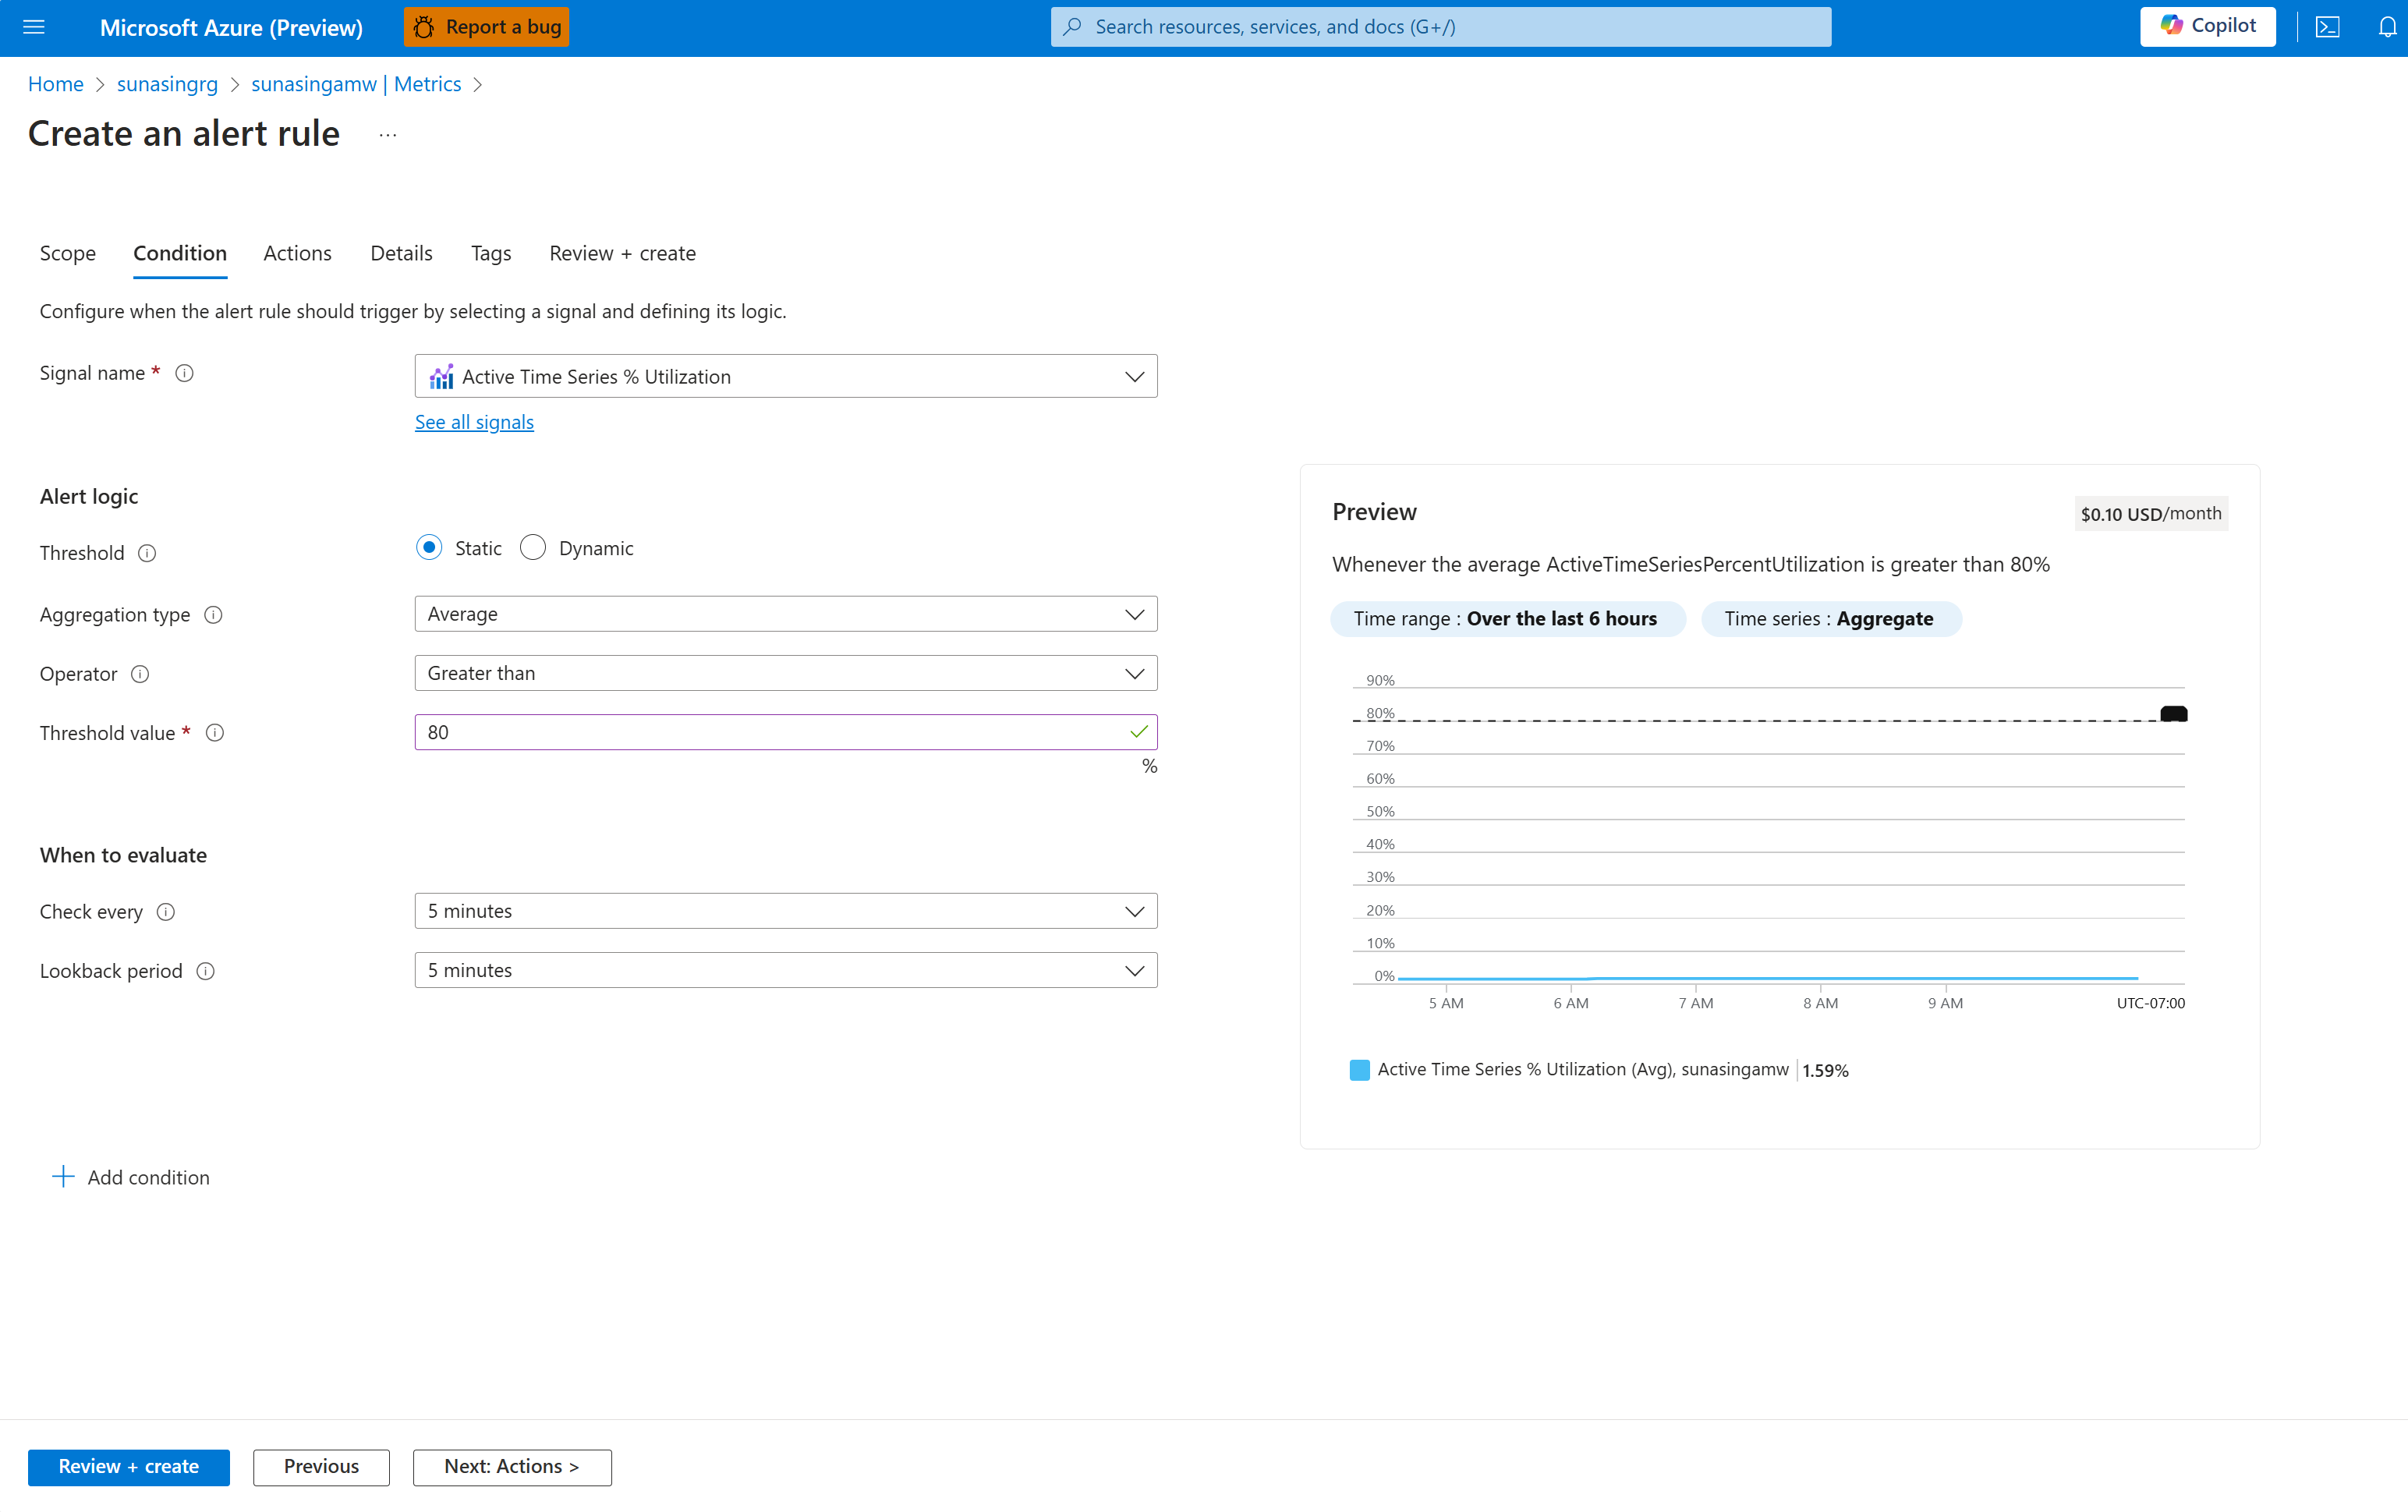 Microsoft Azure (Preview)
Report a bug
Search resources, services, and docs (G+/)
Copilot
Home > sunasingrg > sunasingamw | Metrics >
Create an alert rule ...
Scope Condition Actions Details Tags Review + create
Configure when the alert rule should trigger by selecting a signal and defining its logic.
Signal name *
Active Time Series % Utilization
See all signals
Alert logic
Threshold
Static Dynamic
Aggregation type
Average
Operator
Greater than
Threshold value *
80
%
When to evaluate
Check every
5 minutes
Lookback period
5 minutes
Add condition
Preview
$0.10 USD/month
Whenever the average ActiveTimeSeriesPercentUtilization is greater than 80%
Time range : Over the last 6 hours
Time series : Aggregate
90%
80%
70%
60%
50%
40%
30%
20%
10%
0%
5 AM 6 AM 7 AM 8 AM 9 AM UTC-07:00
Active Time Series % Utilization (Avg), sunasingamw | 1.59%
Review + create
Previous
Next: Actions >